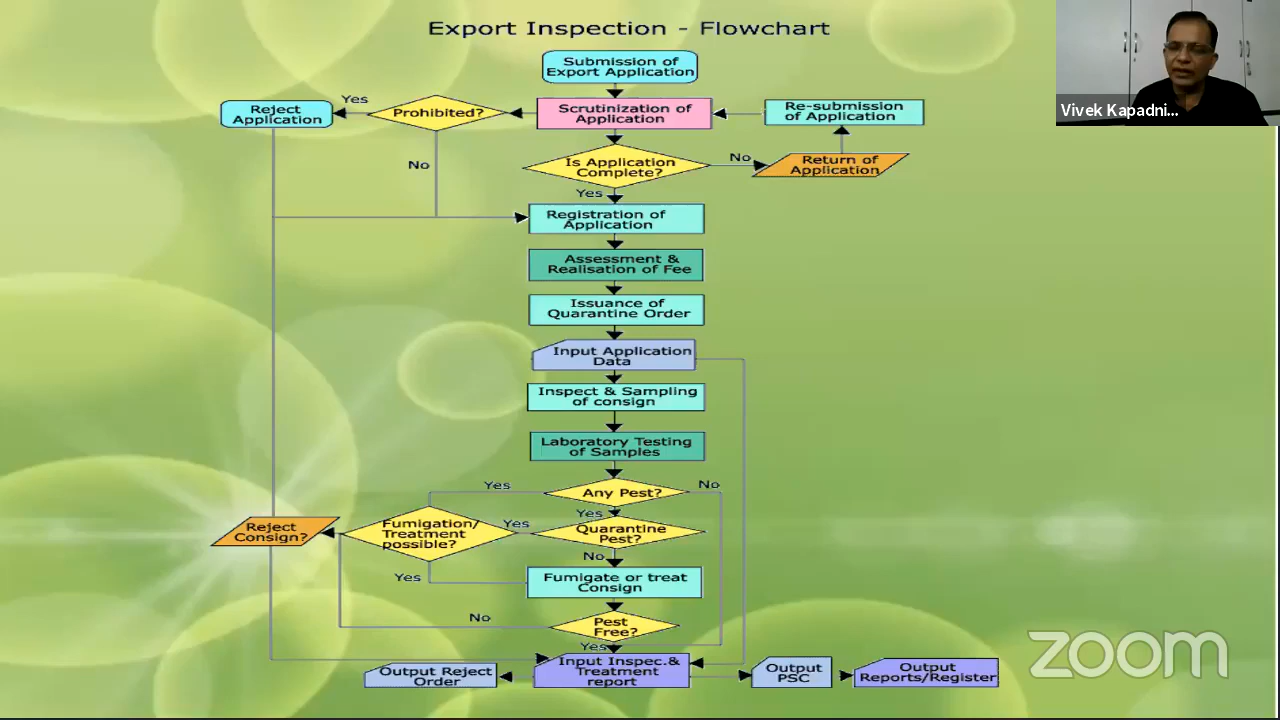 Export Inspection - Flowchart
Vivek Kapadni...
Submission of
Export Application
Reject
Application
Yes
Prohibited?
Scrutinization of
Application
Re-submission
of Application
No
Is Application
Complete?
No
Return of
Application
Yes
Registration of
Application
Assessment &
Realisation of Fee
Issuance of
Quarantine Order
Input Application
Data
Inspect & Sampling
of consign
Laboratory Testing
of Samples
Yes
Any Pest?
No
Reject
Consign?
Fumigation/
Treatment
possible?
Yes
Yes
Quarantine
Pest?
No
Yes
Fumigate or treat
Consign
No
Pest
Free?
Yes
Output Reject
Order
Input Inspec.&
Treatment
report
Output
PSC
Output
Reports/Register
zoom